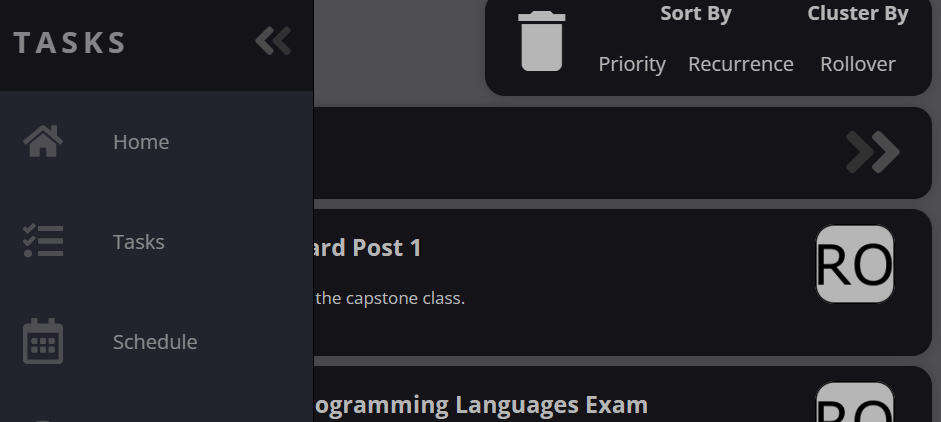 TASKS
Home
Tasks
Schedule
Sort By Cluster By
Priority Recurrence Rollover
ard Post 1
RO
the capstone class.
ogramming Languages Exam
RO